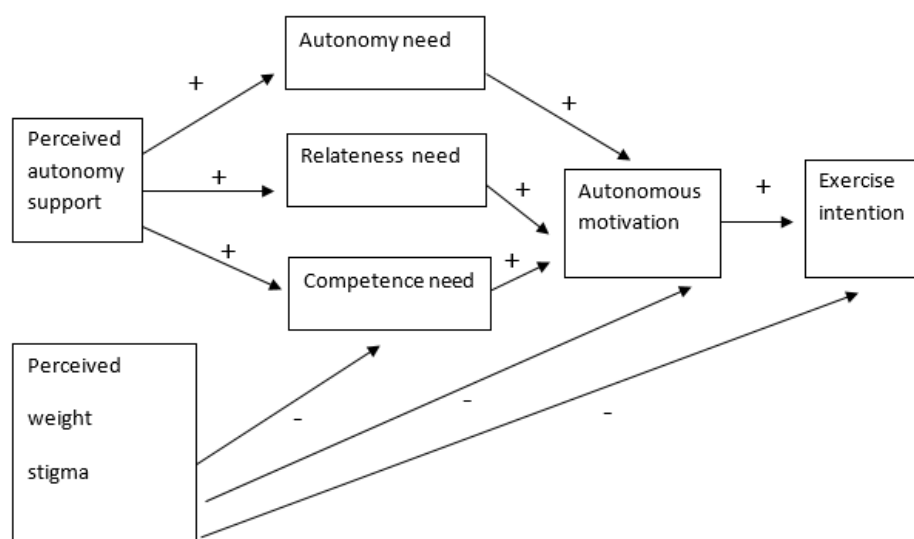 Autonomy need
+
+
Perceived
autonomy
support
+
Relateness need
+
Autonomous
motivation
+
Exercise
intention
+
Competence need
+
Perceived
weight
stigma
-
-
-